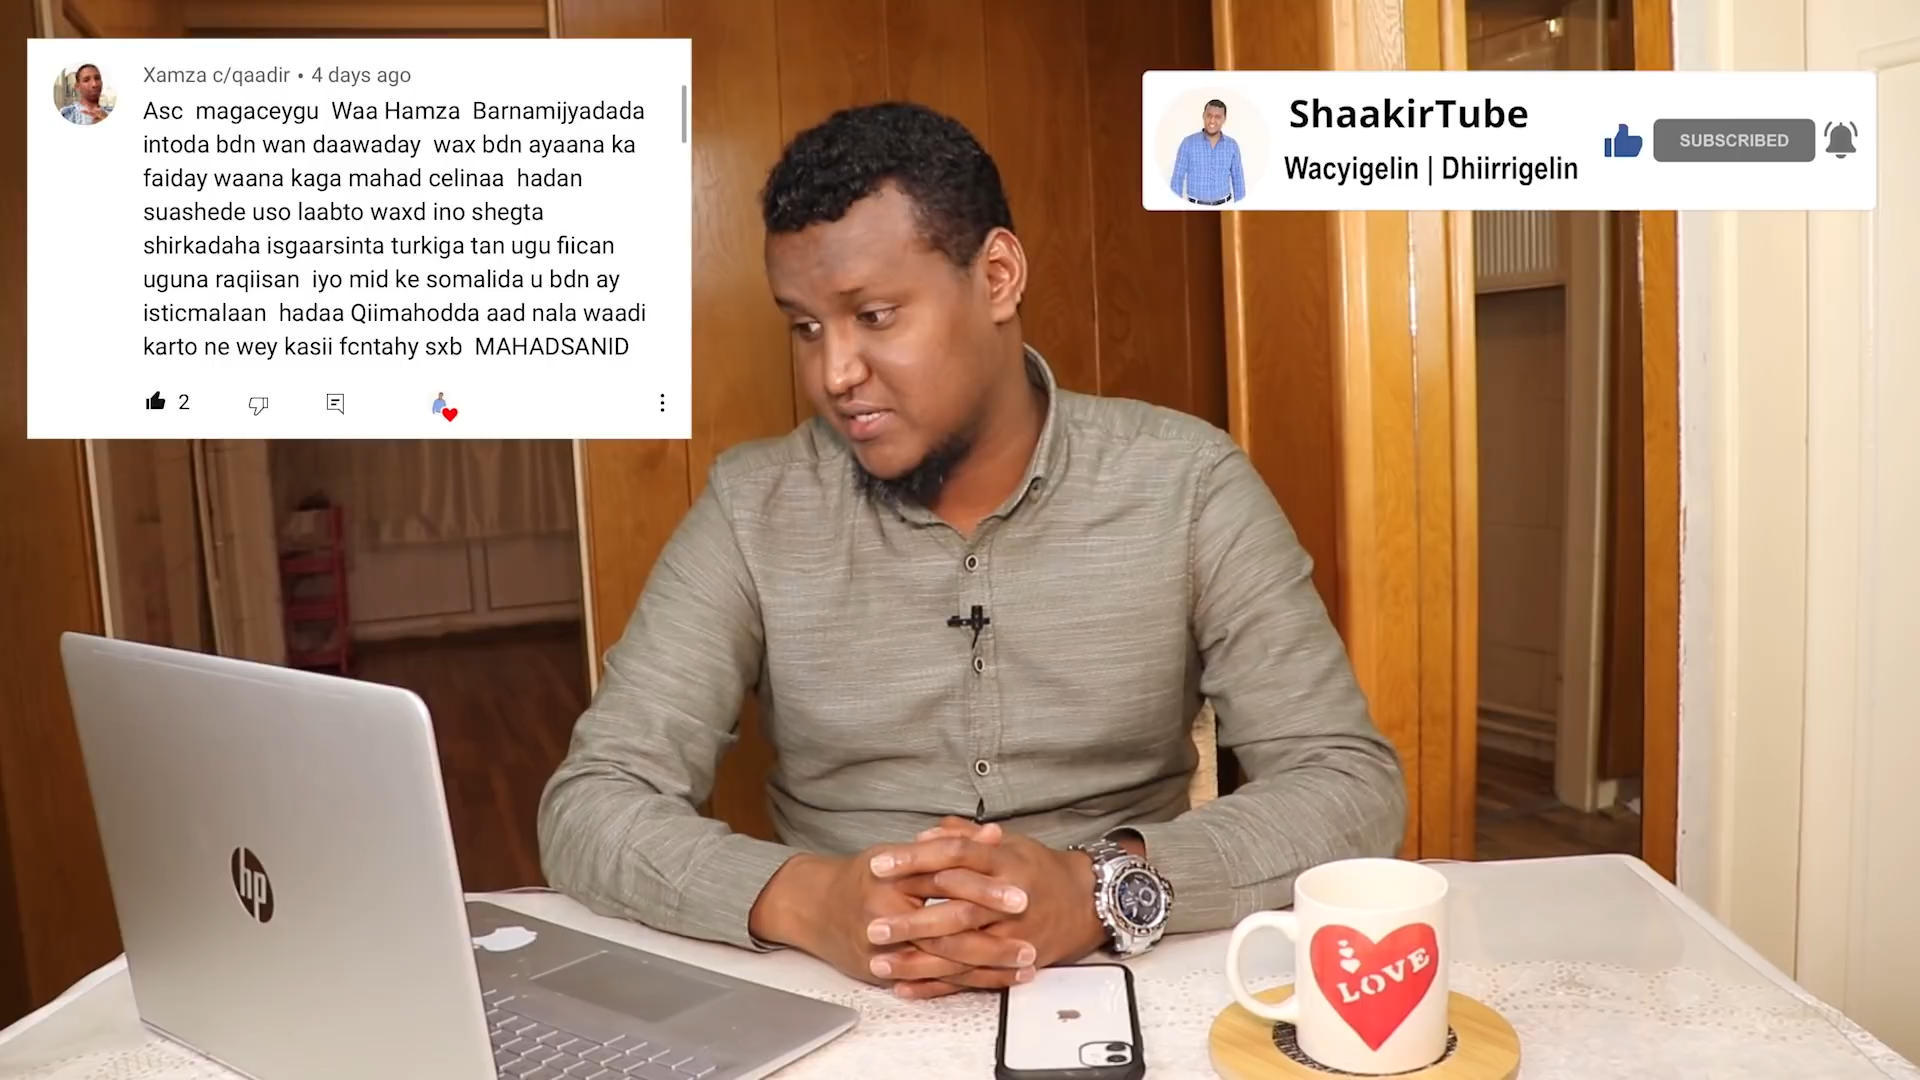 Xamza c/qaadir • 4 days ago
Asc magaceygu Waa Hamza Barnamijyadada
intoda bdn wan daawaday wax bdn ayaana ka
faiday waana kaga mahad celinaa hadan
suashede uso laabto waxd ino shegta
shirkadaha isgaarsinta turkiga tan ugu fiican
uguna raqiisan iyo mid ke somalida u bdn ay
isticmalaan hadaa Qiimahodda aad nala waadi
karto ne wey kasii fcntahy sxb MAHADSANID
2
ShaakirTube
Wacyigelin | Dhiirrigelin
SUBSCRIBED
hp
LOVE